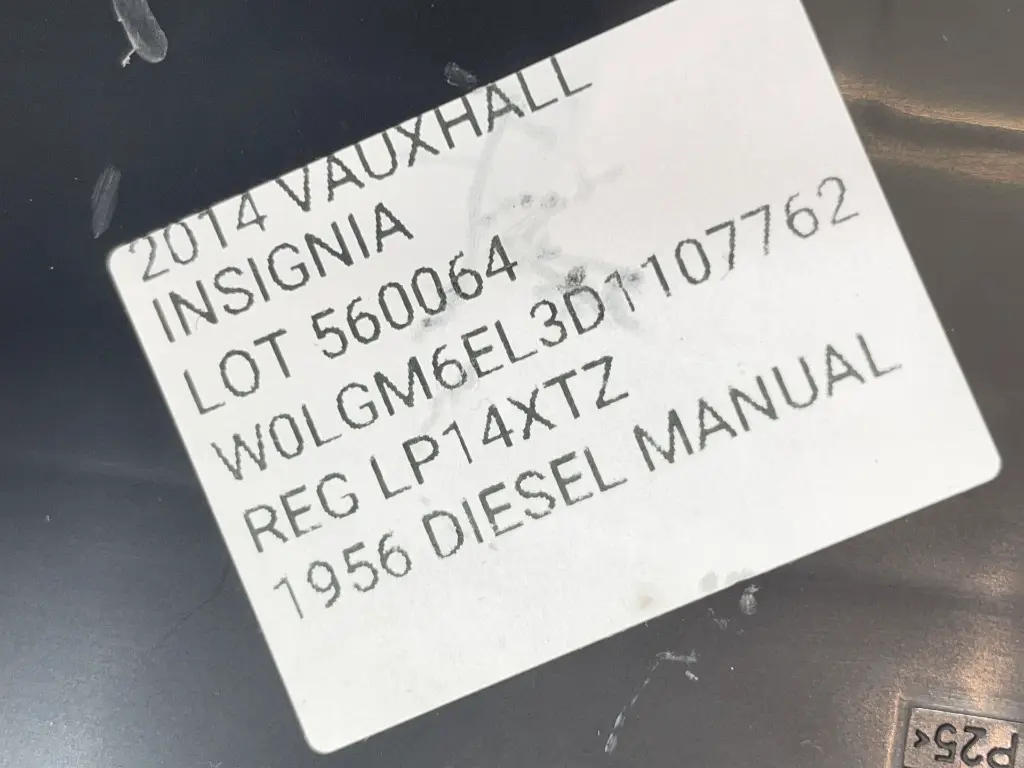 2014 VAUXHALL
INSIGNIA
LOT 560064
W0LGM6EL3D1107762
REG LP14XTZ
1956 DIESEL MANUAL
P25<